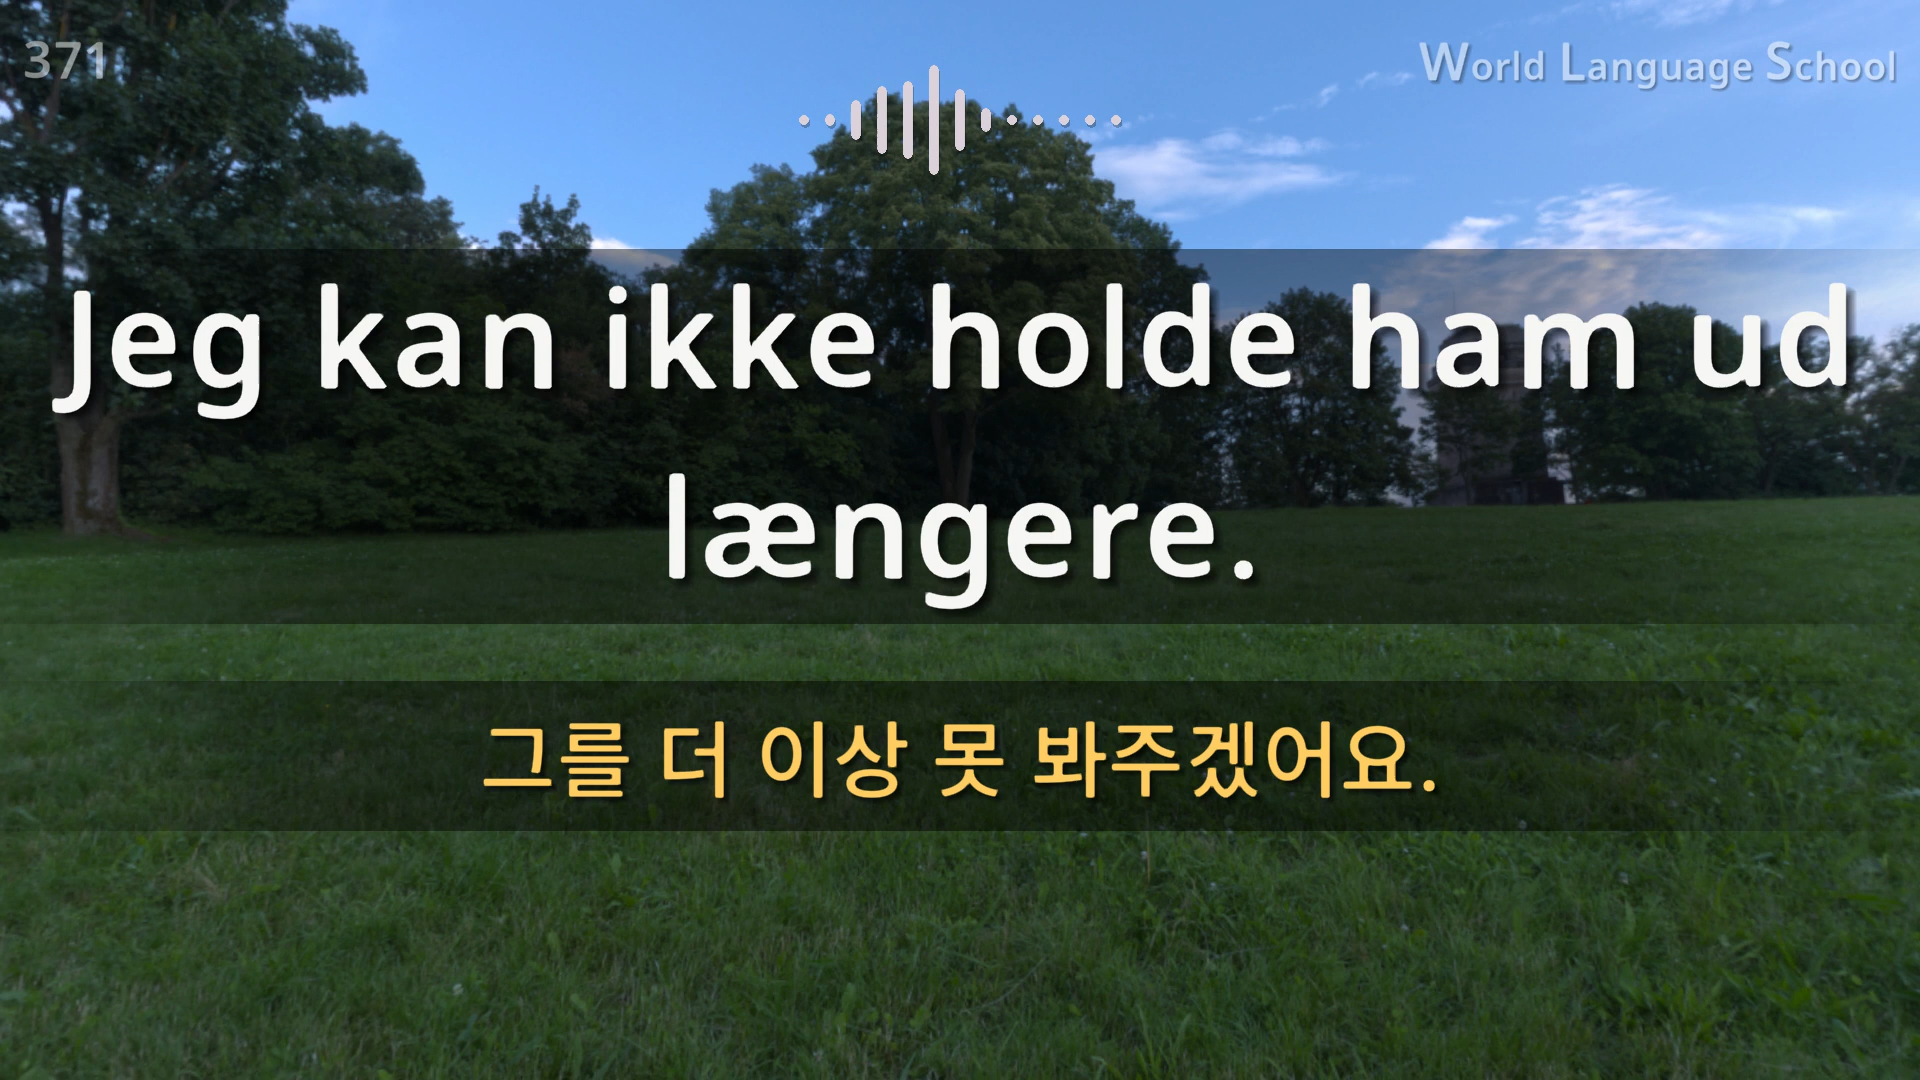 371
World Language School
Jeg kan ikke holde ham ud
længere.
그를 더 이상 못 봐주겠어요.